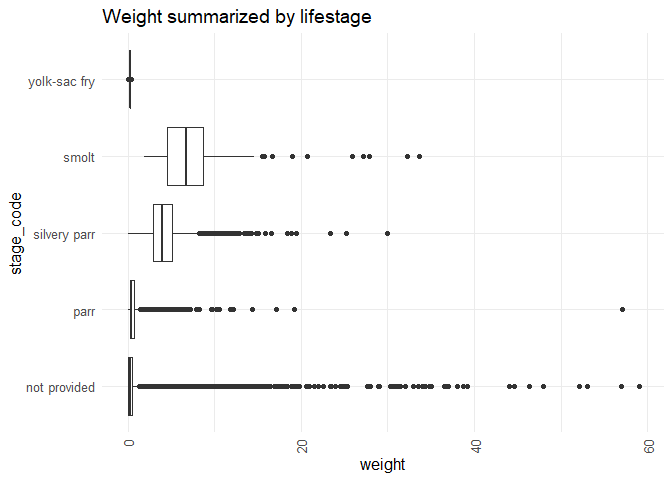 Weight summarized by lifestage
yolk-sac fry
smolt
silvery parr
parr
not provided
stage_code
0
20
40
60
weight